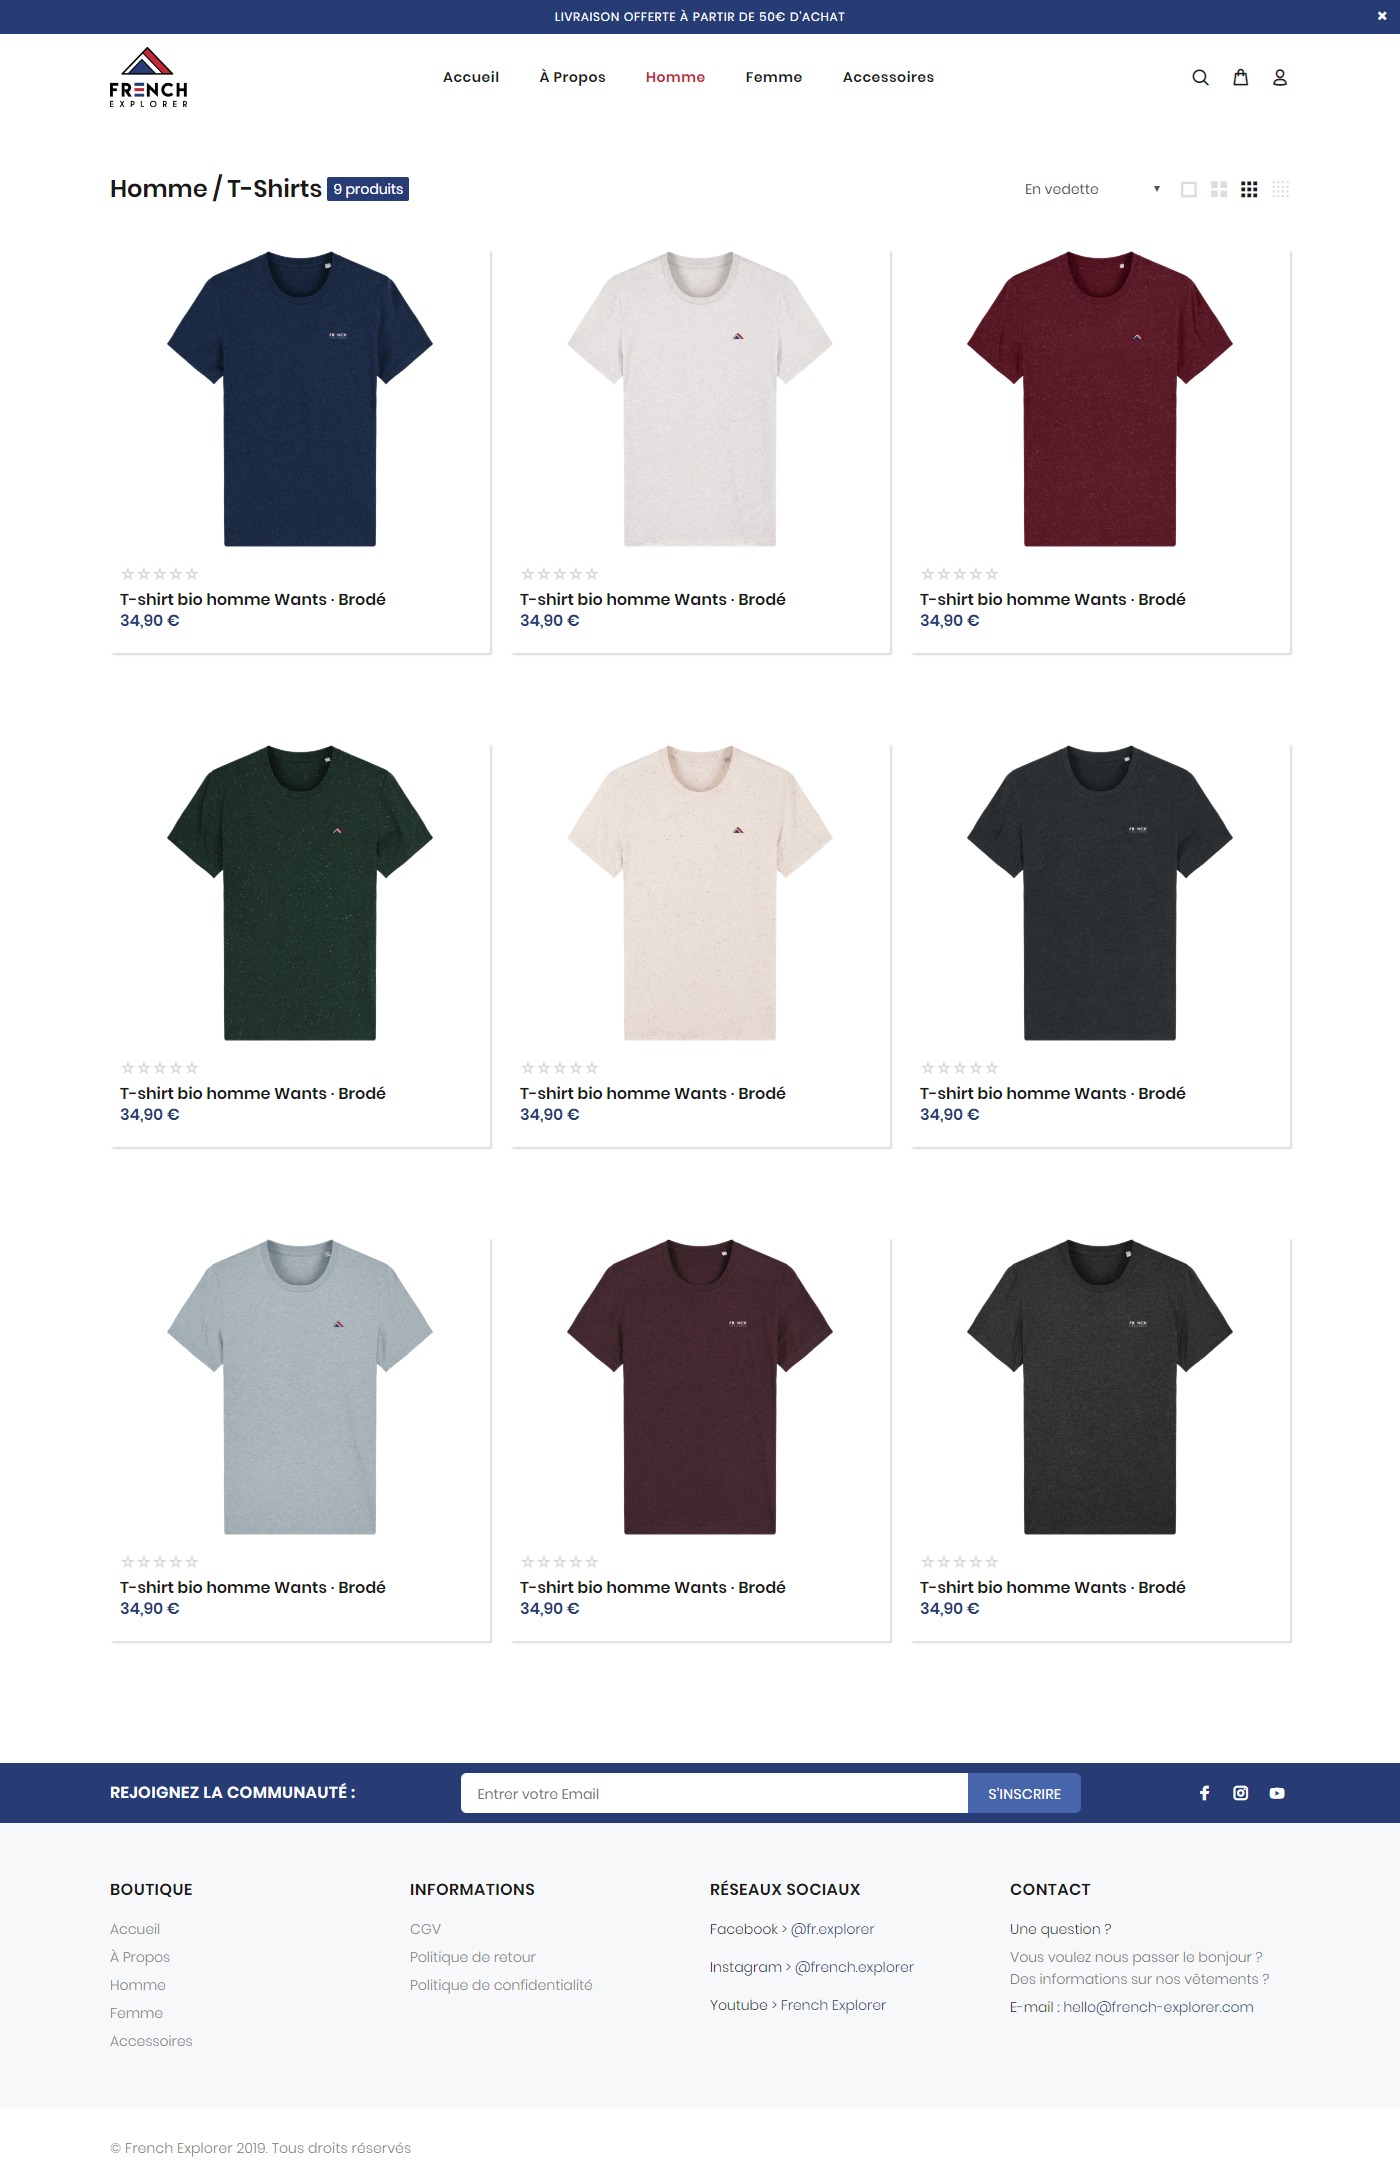 LIVRAISON OFFERTE À PARTIR DE 50€ D'ACHAT
FRENCH
EXPLORER
Accueil À Propos Homme Femme Accessoires
Homme / T-Shirts 9 produits
En vedette
T-shirt bio homme Wants · Brodé
34,90 €
T-shirt bio homme Wants · Brodé
34,90 €
T-shirt bio homme Wants · Brodé
34,90 €
T-shirt bio homme Wants · Brodé
34,90 €
T-shirt bio homme Wants · Brodé
34,90 €
T-shirt bio homme Wants · Brodé
34,90 €
T-shirt bio homme Wants · Brodé
34,90 €
T-shirt bio homme Wants · Brodé
34,90 €
T-shirt bio homme Wants · Brodé
34,90 €
REJOIGNEZ LA COMMUNAUTÉ :
Entrer votre Email
S'INSCRIRE
BOUTIQUE
Accueil
À Propos
Homme
Femme
Accessoires
INFORMATIONS
CGV
Politique de retour
Politique de confidentialité
RÉSEAUX SOCIAUX
Facebook > @fr.explorer
Instagram > @french.explorer
Youtube > French Explorer
CONTACT
Une question ?
Vous voulez nous passer le bonjour ?
Des informations sur nos vêtements ?
E-mail : hello@french-explorer.com
© French Explorer 2019. Tous droits réservés